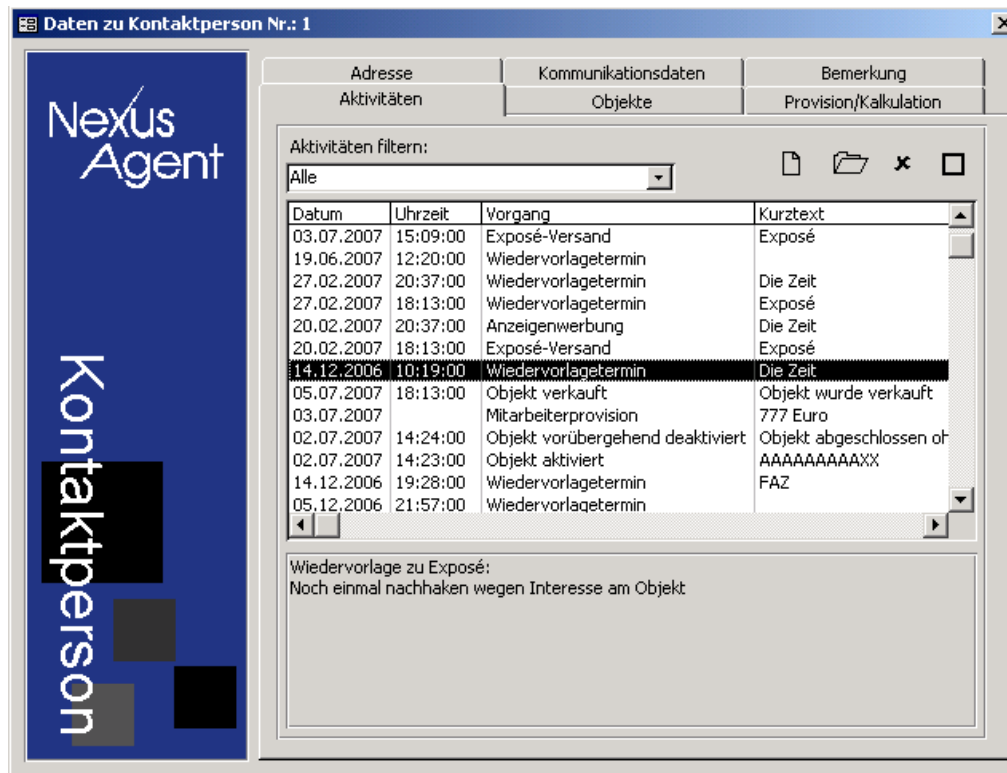 Daten zu Kontaktperson Nr.: 1
Nexus
Agent
Kontaktperson
Adresse Kommunikationsdaten Bemerkung
Aktivitäten Objekte Provision/Kalkulation
Aktivitäten filtern:
Alle
Datum Uhrzeit Vorgang Kurztext
03.07.2007 15:09:00 Exposé-Versand Exposé
19.06.2007 12:20:00 Wiedervorlagetermin
27.02.2007 20:37:00 Wiedervorlagetermin Die Zeit
27.02.2007 18:13:00 Wiedervorlagetermin Exposé
20.02.2007 20:37:00 Anzeigenwerbung Die Zeit
20.02.2007 18:13:00 Exposé-Versand Exposé
14.12.2006 10:19:00 Wiedervorlagetermin Die Zeit
05.07.2007 18:13:00 Objekt verkauft Objekt wurde verkauft
03.07.2007 Mitarbeiterprovision 777 Euro
02.07.2007 14:24:00 Objekt vorübergehend deaktiviert Objekt abgeschlossen oh
02.07.2007 14:23:00 Objekt aktiviert AAAAAAAAAXX
14.12.2006 19:28:00 Wiedervorlagetermin FAZ
05.12.2006 21:57:00 Wiedervorlagetermin
Wiedervorlage zu Exposé:
Noch einmal nachhaken wegen Interesse am Objekt